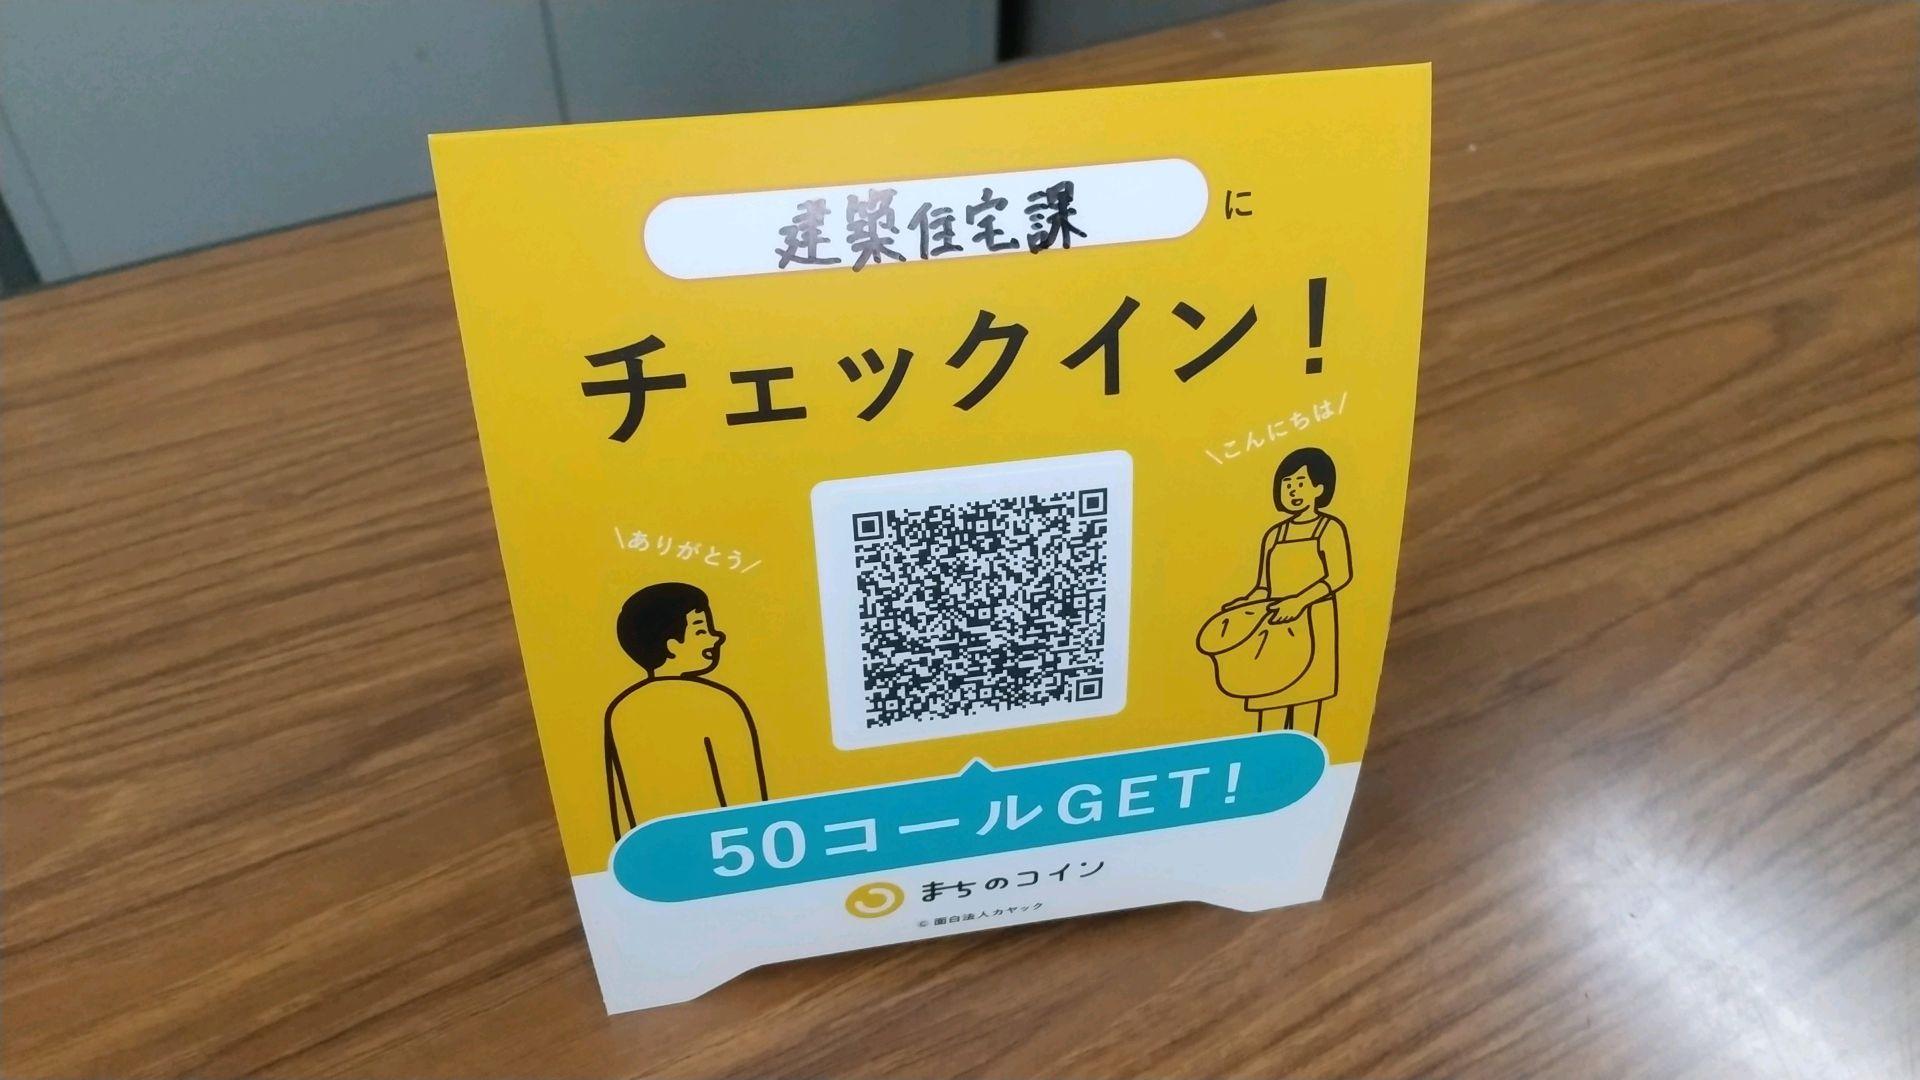 建築住宅課に
チェックイン！
\こんにちは/
\ありがとう/
50コールGET!
まちのコイン
© 面白法人カヤック